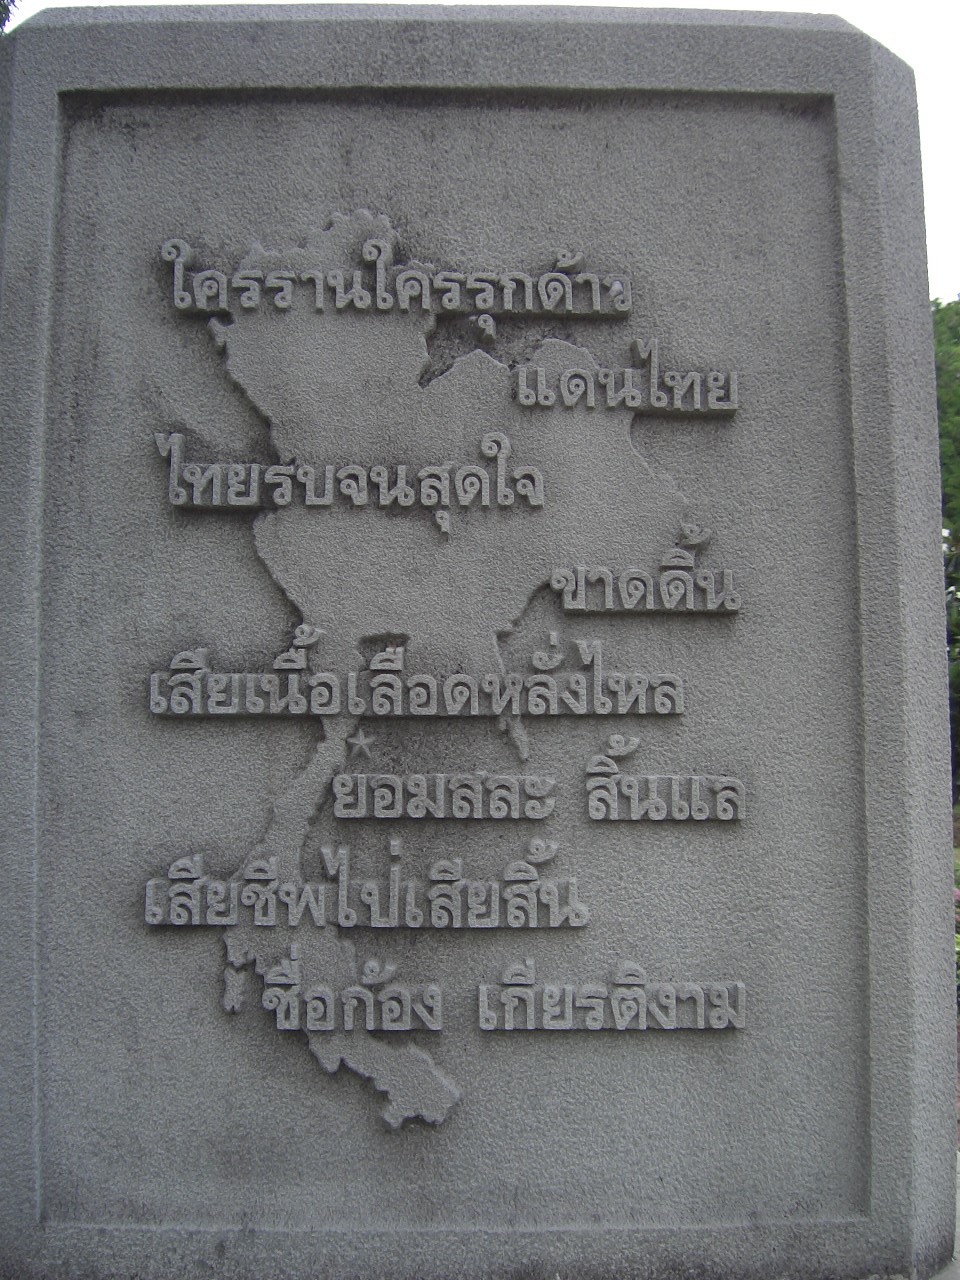 ใครรานใครรุกด้าว
แดนไทย
ไทยรบจนสุดใจ
ขาดดิ้น
เสียเนื้อเลือดหลั่งไหล
ยอมสละ สิ้นแล
เสียชีพไป่เสียสิ้น
ชื่อก้อง เกียรติงาม